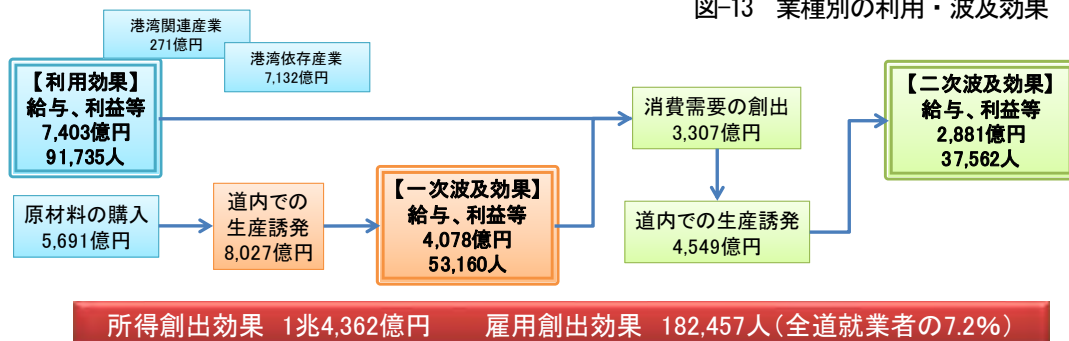 図-13 業種別の利用・波及効果
港湾関連産業
271億円
港湾依存産業
7,132億円
【利用効果】
給与、利益等
7,403億円
91,735人
原材料の購入
5,691億円
道内での
生産誘発
8,027億円
【一次波及効果】
給与、利益等
4,078億円
53,160人
消費需要の創出
3,307億円
道内での生産誘発
4,549億円
【二次波及効果】
給与、利益等
2,881億円
37,562人
所得創出効果 1兆4,362億円 雇用創出効果 182,457人(全道就業者の7.2%)